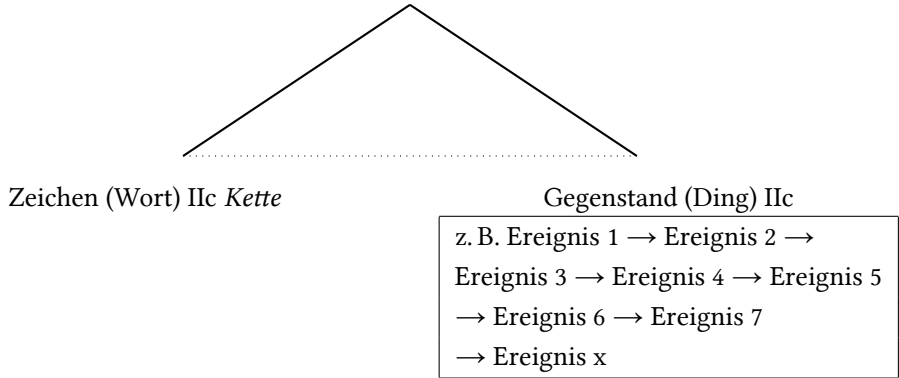 Zeichen (Wort) IIc Kette
Gegenstand (Ding) IIc
z. B. Ereignis 1 → Ereignis 2 →
Ereignis 3 → Ereignis 4 → Ereignis 5
→ Ereignis 6 → Ereignis 7
→ Ereignis x